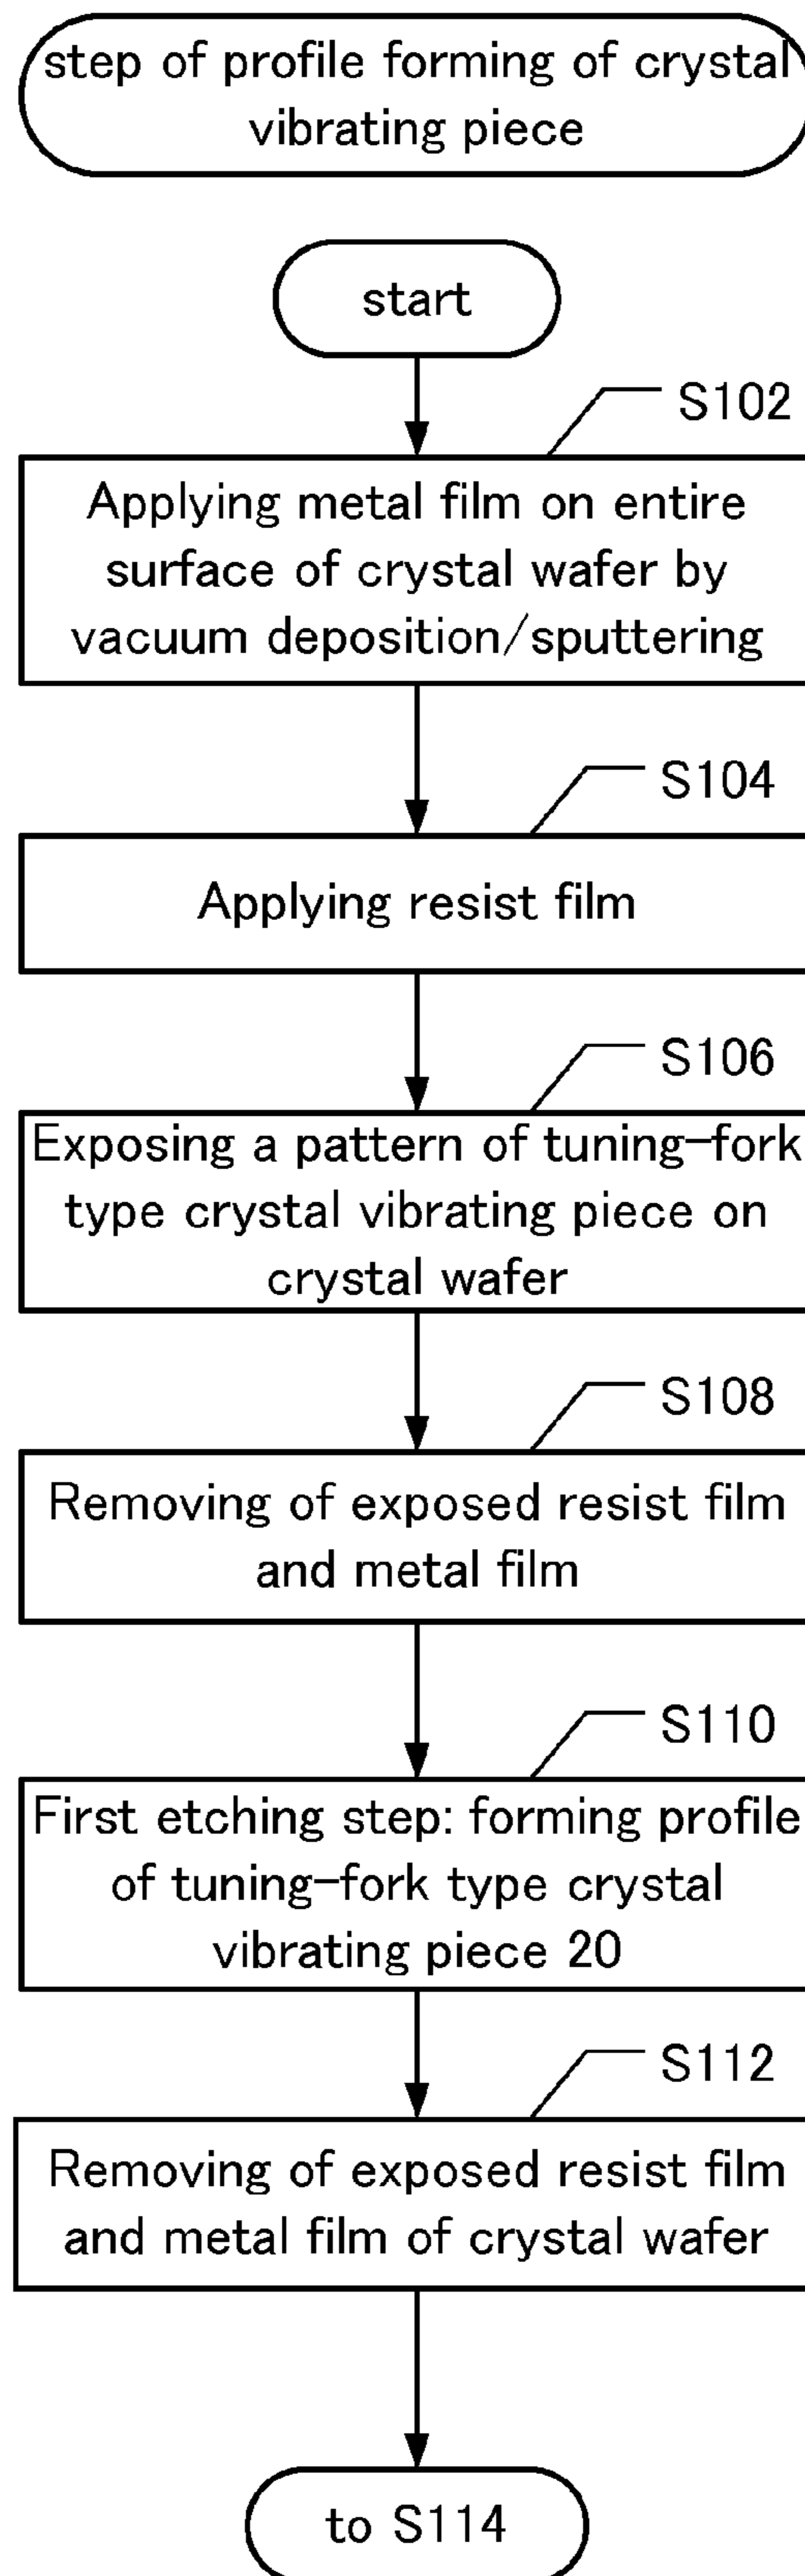 step of profile forming of crystal
vibrating piece
start
S102
Applying metal film on entire
surface of crystal wafer by
vacuum deposition/sputtering
S104
Applying resist film
S106
Exposing a pattern of tuning-fork
type crystal vibrating piece on
crystal wafer
S108
Removing of exposed resist film
and metal film
S110
First etching step: forming profile
of tuning-fork type crystal
vibrating piece 20
S112
Removing of exposed resist film
and metal film of crystal wafer
to S114